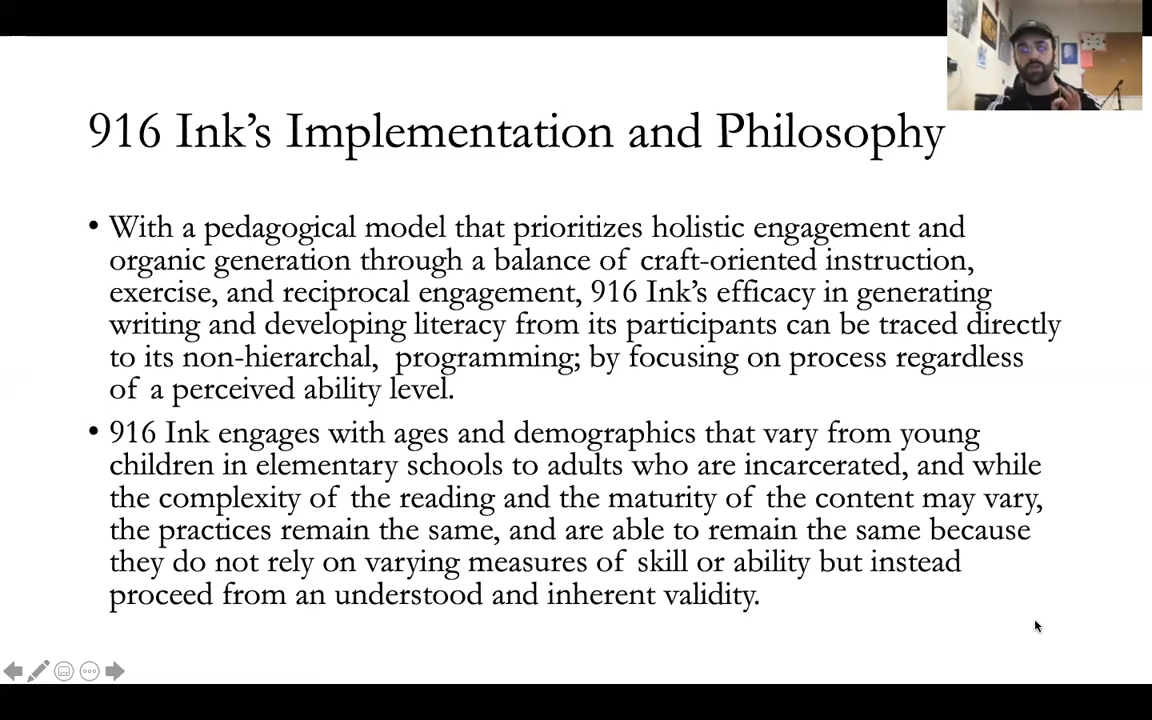 916 Ink's Implementation and Philosophy
• With a pedagogical model that prioritizes holistic engagement and
organic generation through a balance of craft-oriented instruction,
exercise, and reciprocal engagement, 916 Ink's efficacy in generating
writing and developing literacy from its participants can be traced directly
to its non-hierarchal, programming; by focusing on process regardless
of a perceived ability level.
• 916 Ink engages with ages and demographics that vary from young
children in elementary schools to adults who are incarcerated, and while
the complexity of the reading and the maturity of the content may vary,
the practices remain the same, and are able to remain the same because
they do not rely on varying measures of skill or ability but instead
proceed from an understood and inherent validity.